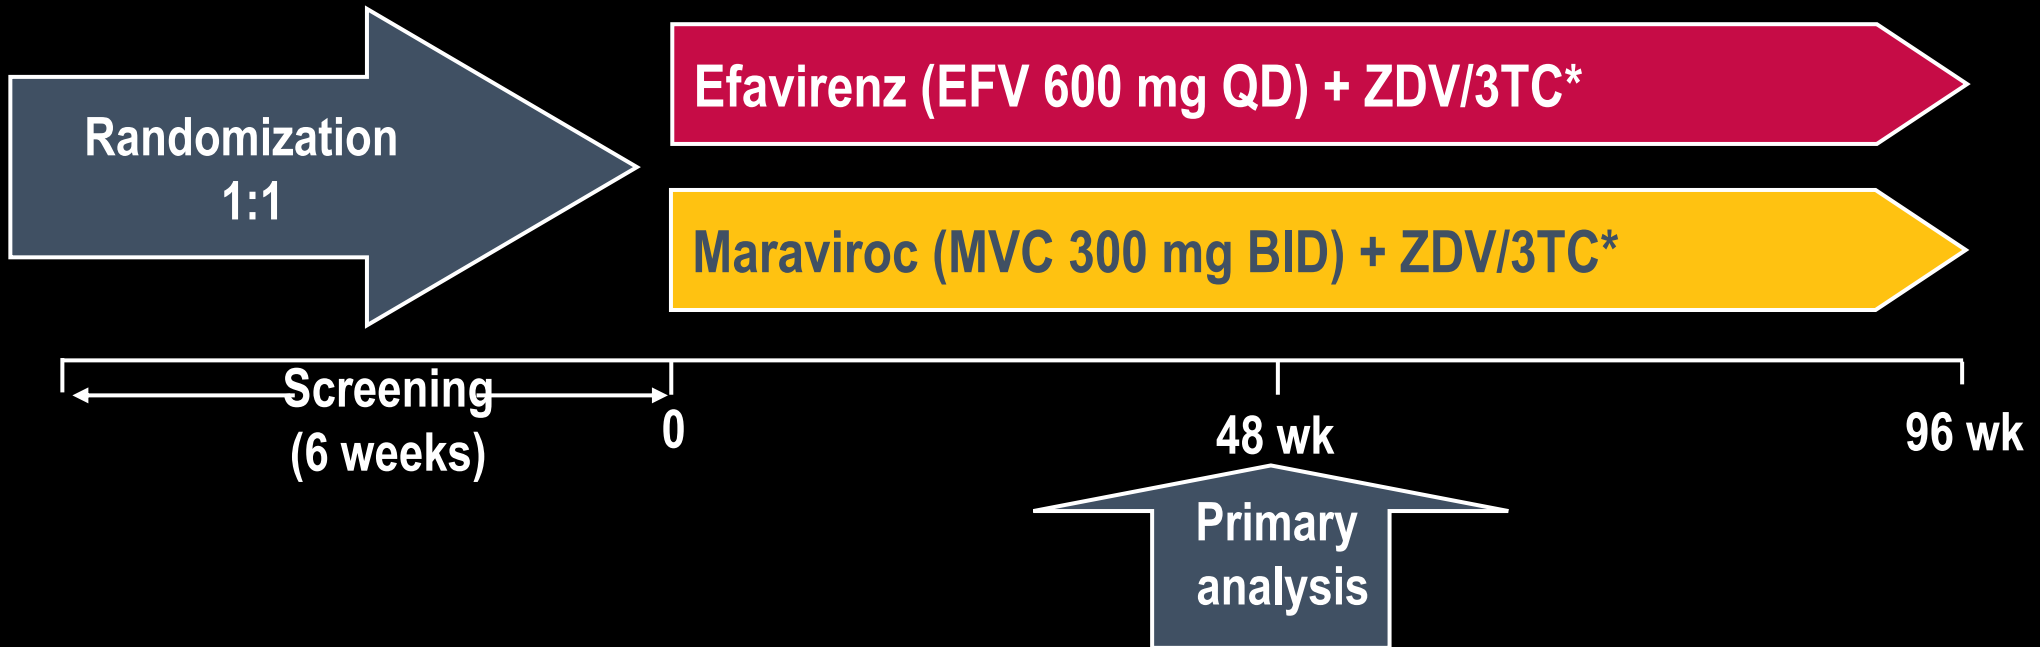 Randomization
1:1
Efavirenz (EFV 600 mg QD) + ZDV/3TC*
Maraviroc (MVC 300 mg BID) + ZDV/3TC*
Screening
(6 weeks)
0
48 wk
96 wk
Primary
analysis